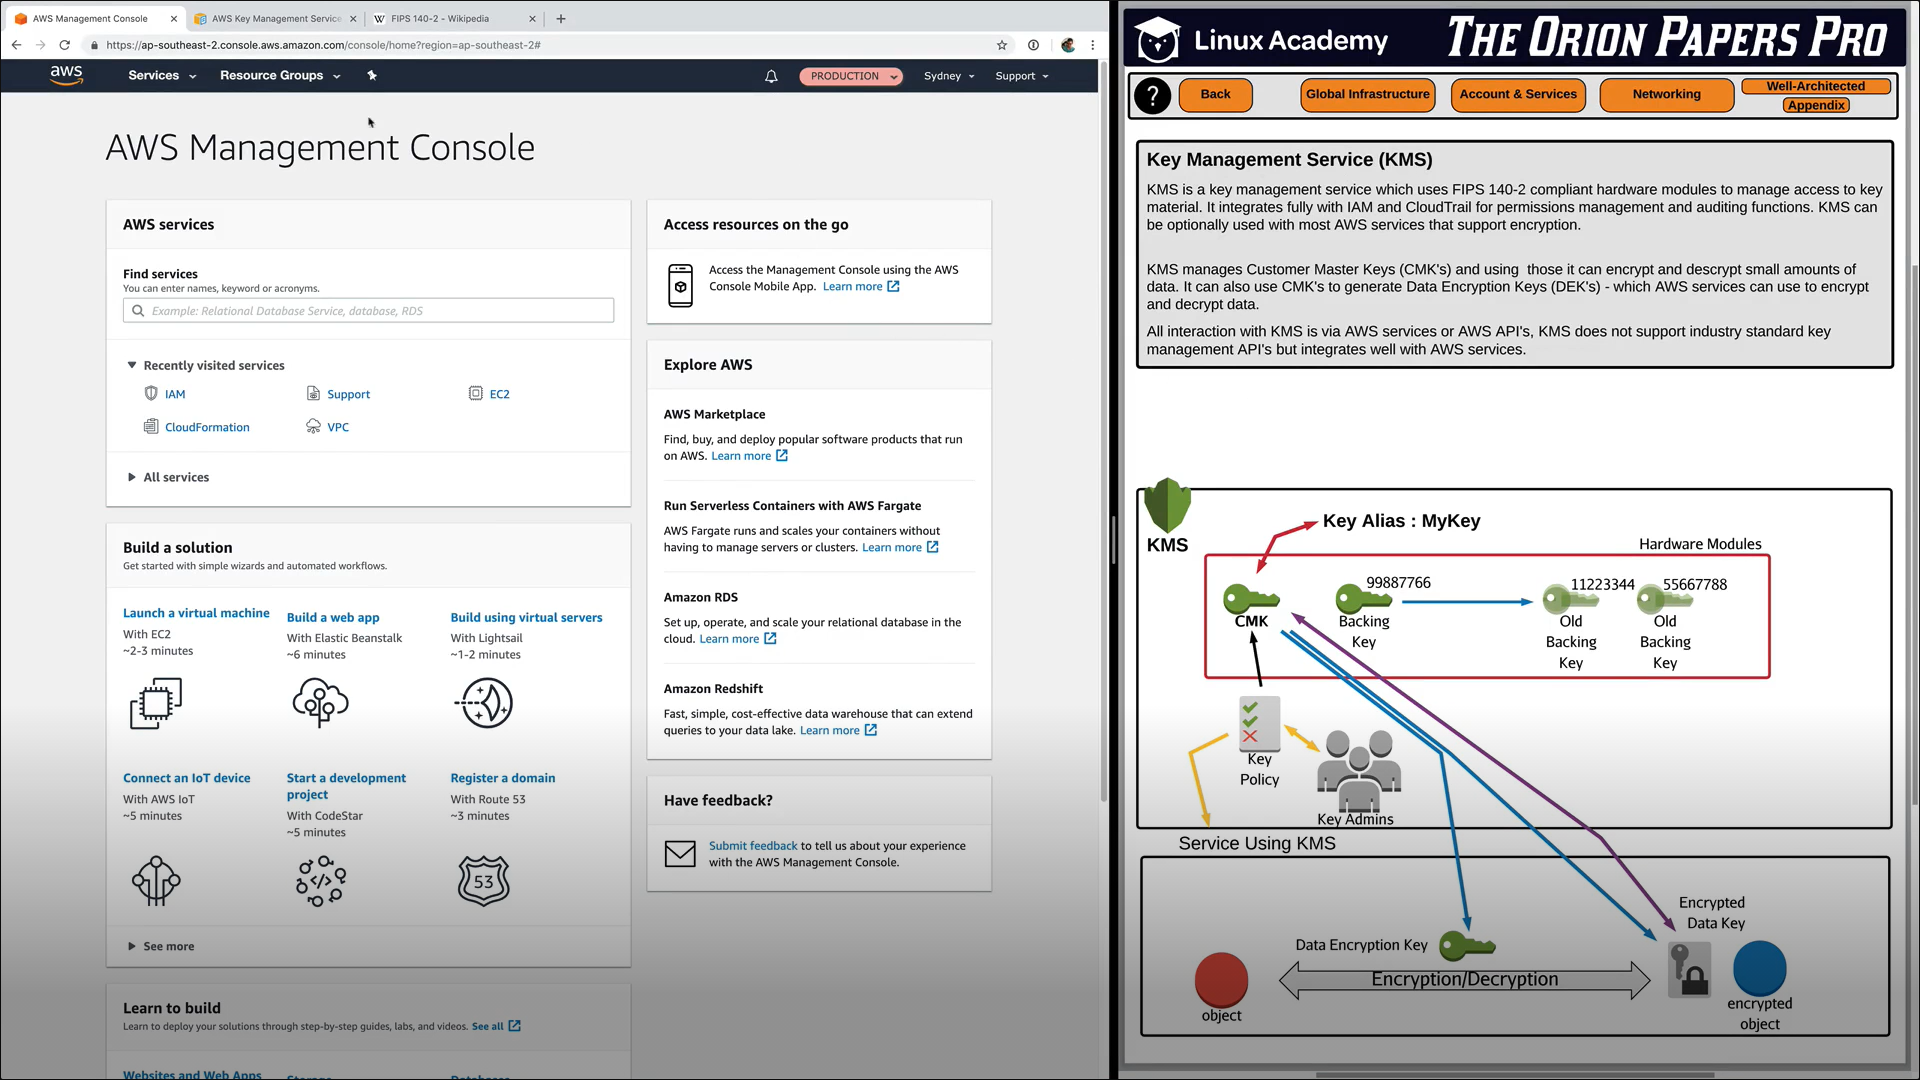 AWS Management Console
AWS Key Management Service
FIPS 140-2 - Wikipedia
https://ap-southeast-2.console.aws.amazon.com/console/home?region=ap-southeast-2#
aws
Services
Resource Groups
PRODUCTION
Sydney
Support
AWS Management Console
AWS services
Find services
You can enter names, keyword or acronyms.
Example: Relational Database Service, database, RDS
Recently visited services
IAM
Support
EC2
CloudFormation
VPC
All services
Build a solution
Get started with simple wizards and automated workflows.
Launch a virtual machine
With EC2
~2-3 minutes
Build a web app
With Elastic Beanstalk
~6 minutes
Build using virtual servers
With Lightsail
~1-2 minutes
Connect an IoT device
With AWS IoT
~5 minutes
Start a development
project
With CodeStar
~5 minutes
Register a domain
With Route 53
~3 minutes
53
See more
Learn to build
Learn to deploy your solutions through step-by-step guides, labs, and videos. See all
Websites and Web Apps
Access resources on the go
Access the Management Console using the AWS
Console Mobile App. Learn more
Explore AWS
AWS Marketplace
Find, buy, and deploy popular software products that run
on AWS. Learn more
Run Serverless Containers with AWS Fargate
AWS Fargate runs and scales your containers without
having to manage servers or clusters. Learn more
Amazon RDS
Set up, operate, and scale your relational database in the
cloud. Learn more
Amazon Redshift
Fast, simple, cost-effective data warehouse that can extend
queries to your data lake. Learn more
Have feedback?
Submit feedback to tell us about your experience
with the AWS Management Console.
Linux Academy
THE ORION PAPERS PRO
?
Back
Global Infrastructure
Account & Services
Networking
Well-Architected
Appendix
Key Management Service (KMS)
KMS is a key management service which uses FIPS 140-2 compliant hardware modules to manage access to key
material. It integrates fully with IAM and CloudTrail for permissions management and auditing functions. KMS can
be optionally used with most AWS services that support encryption.
KMS manages Customer Master Keys (CMK's) and using those it can encrypt and descrypt small amounts of
data. It can also use CMK's to generate Data Encryption Keys (DEK's) - which AWS services can use to encrypt
and decrypt data.
All interaction with KMS is via AWS services or AWS API's, KMS does not support industry standard key
management API's but integrates well with AWS services.
KMS
Key Alias : MyKey
Hardware Modules
CMK
99887766
Backing
Key
11223344
Old
Backing
Key
55667788
Old
Backing
Key
Key
Policy
Key Admins
Service Using KMS
Encrypted
Data Key
Data Encryption Key
Encryption/Decryption
object
encrypted
object